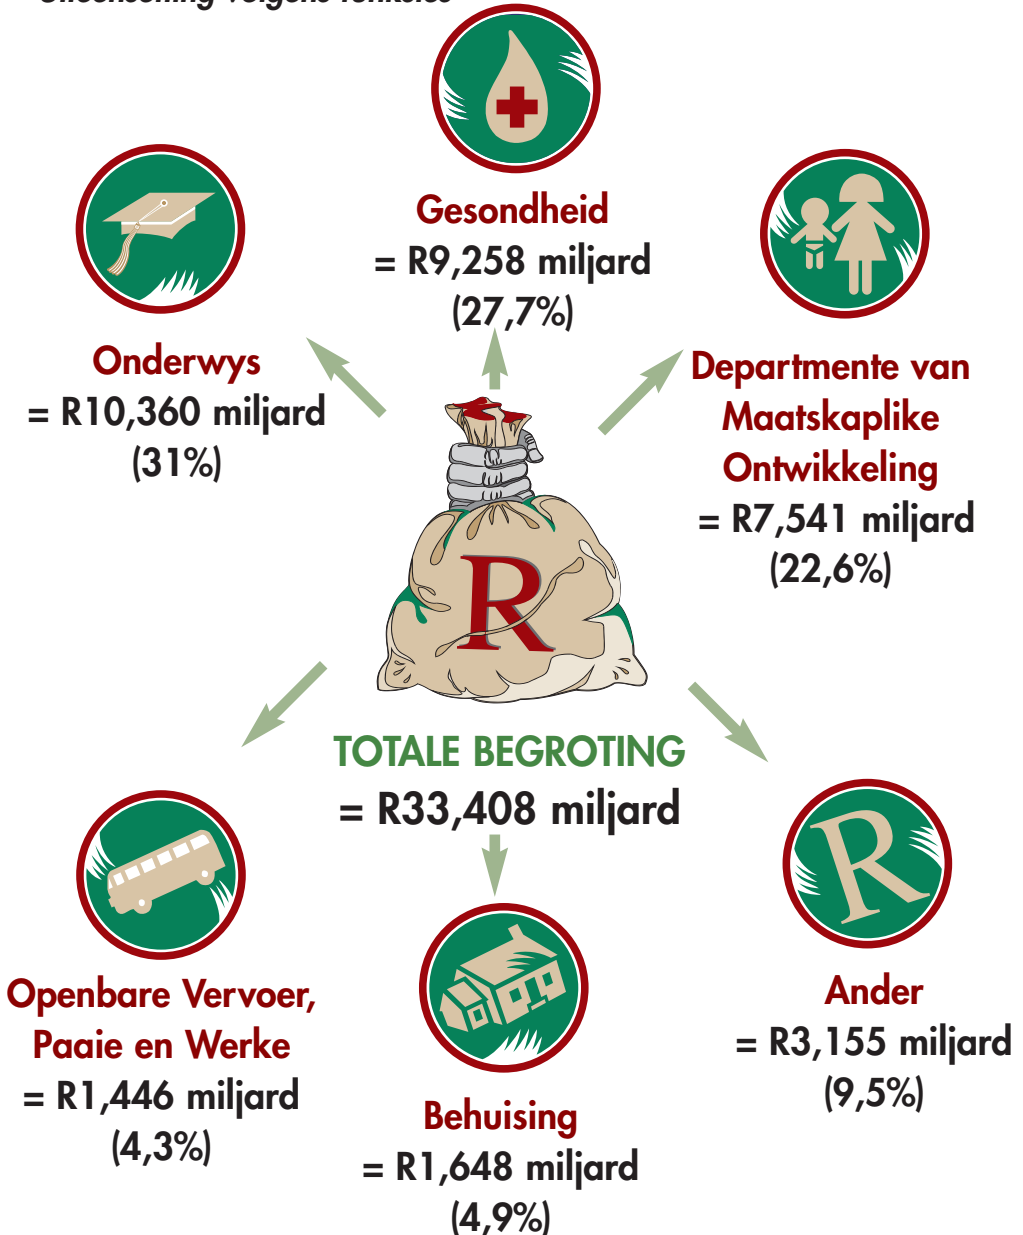 Gesondheid
= R9,258 miljard
(27,7%)
Onderwys
= R10,360 miljard
(31%)
Departmente van
Maatskaplike
Ontwikkeling
= R7,541 miljard
(22,6%)
R
TOTALE BEGROTING
= R33,408 miljard
R
Openbare Vervoer,
Paaie en Werke
= R1,446 miljard
(4,3%)
Behuising
= R1,648 miljard
(4,9%)
Ander
= R3,155 miljard
(9,5%)